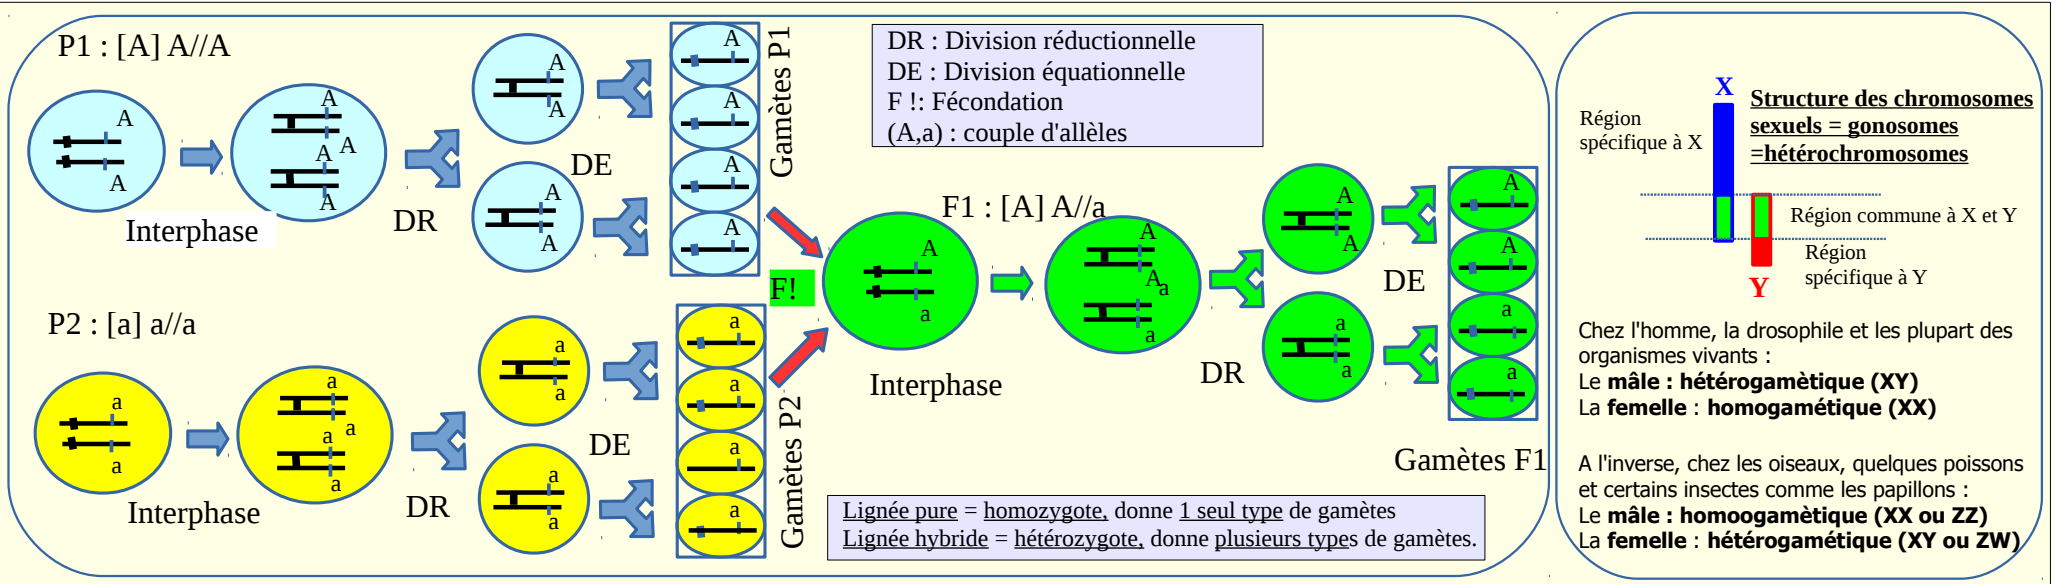 P1 : [A] A//A
A
A
Interphase
A
A
A
A
DR
A
A
A
A
DE
A
A
A
A
Gamètes P1
DR : Division réductionnelle
DE : Division équationnelle
F !: Fécondation
(A,a) : couple d'allèles
P2 : [a] a//a
a
a
Interphase
a
a
a
a
DR
a
a
a
a
DE
a
a
a
a
Gamètes P2
F!
F1 : [A] A//a
A
a
Interphase
A
A
a
a
DR
A
A
a
a
DE
A
A
a
a
Gamètes F1
Lignée pure = homozygote, donne 1 seul type de gamètes
Lignée hybride = hétérozygote, donne plusieurs types de gamètes.
X
Structure des chromosomes
sexuels = gonosomes
=hétérochromosomes
Région
spécifique à X
Région commune à X et Y
Région
spécifique à Y
Y
Chez l'homme, la drosophile et les plupart des
organismes vivants :
Le mâle : hétérogamètique (XY)
La femelle : homogamétique (XX)
A l'inverse, chez les oiseaux, quelques poissons
et certains insectes comme les papillons :
Le mâle : homoogamètique (XX ou ZZ)
La femelle : hétérogamétique (XY ou ZW)